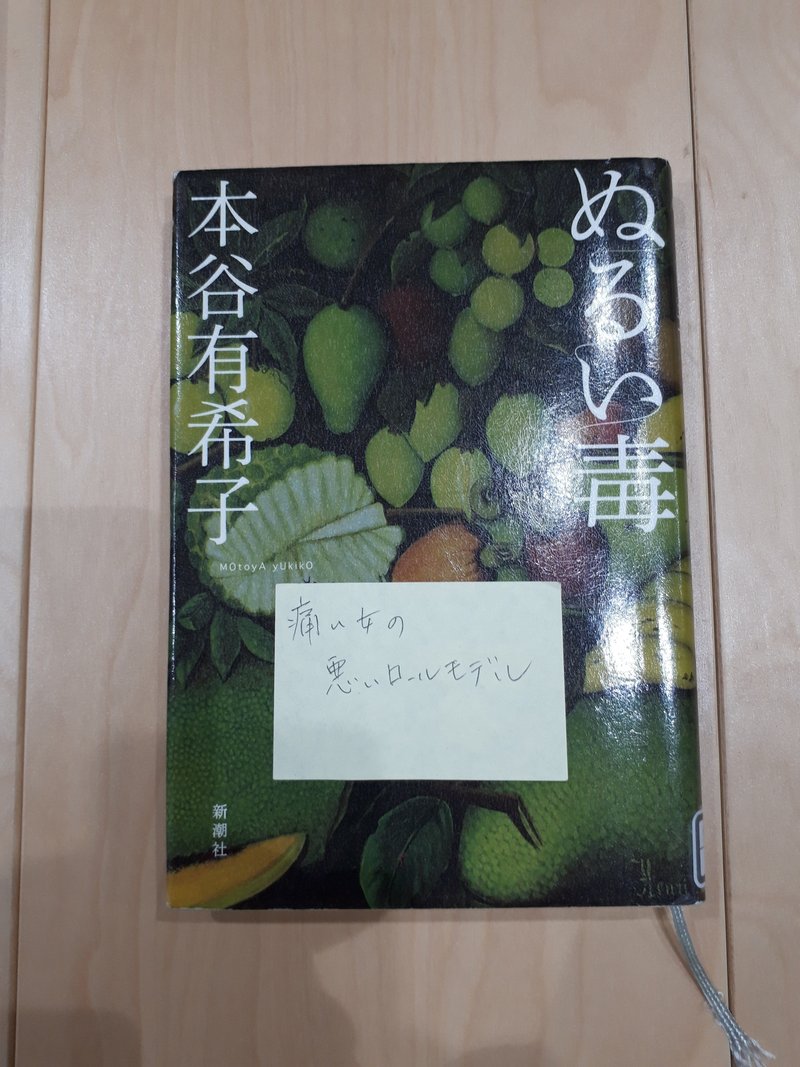 ぬるい毒
本谷有希子
MOtoyA yUkikO
痛い女の
悪いロールモデル
新潮社
Henri